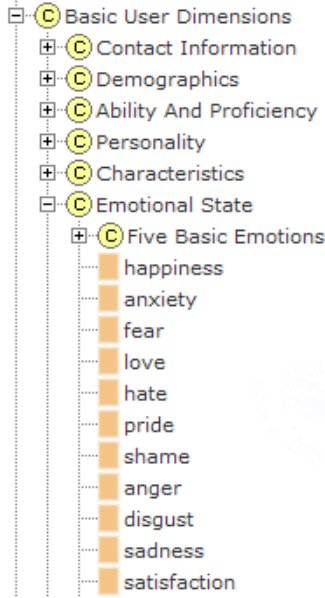 C Basic User Dimensions
C Contact Information
C Demographics
C Ability And Proficiency
C Personality
C Characteristics
C Emotional State
C Five Basic Emotions
happiness
anxiety
fear
love
hate
pride
shame
anger
disgust
sadness
satisfaction